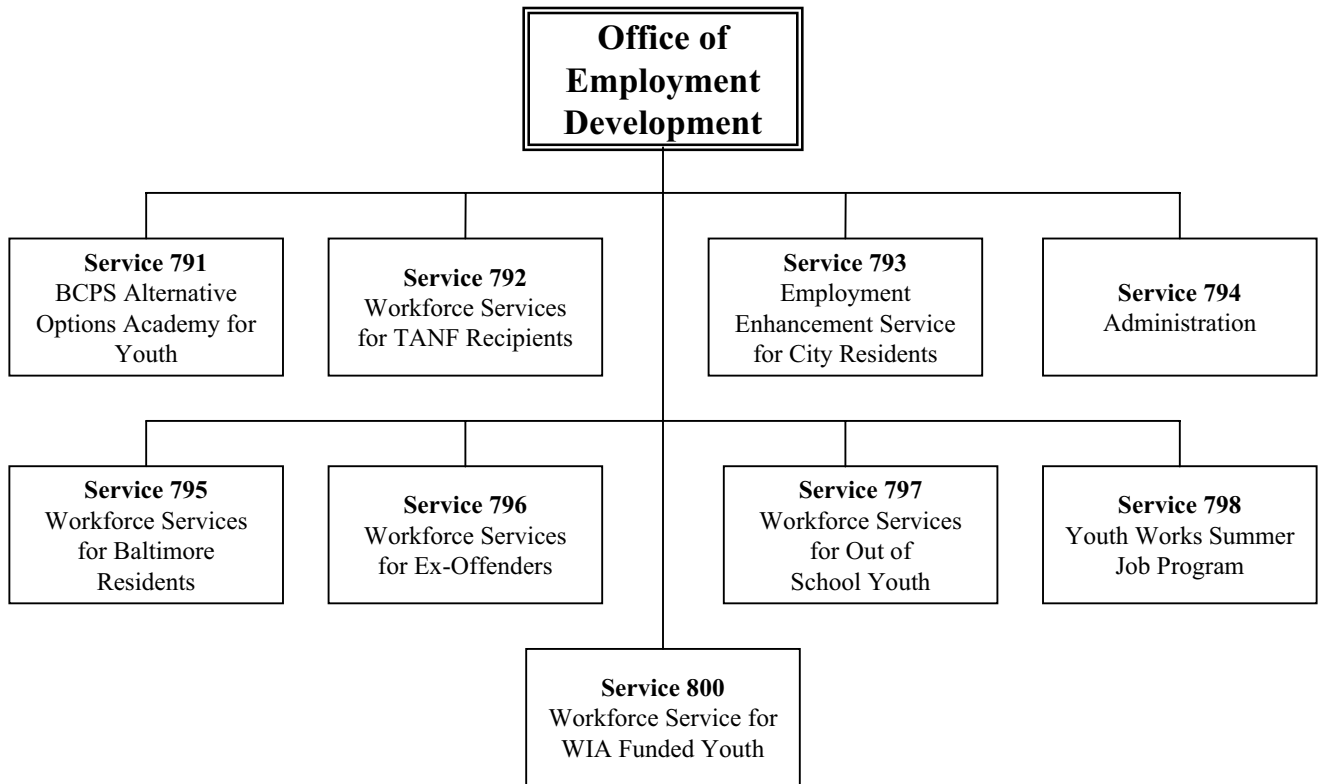 Office of
Employment
Development
Service 791
BCPS Alternative
Options Academy for
Youth
Service 792
Workforce Services
for TANF Recipients
Service 793
Employment
Enhancement Service
for City Residents
Service 794
Administration
Service 795
Workforce Services
for Baltimore
Residents
Service 796
Workforce Services
for Ex-Offenders
Service 797
Workforce Services
for Out of
School Youth
Service 798
Youth Works Summer
Job Program
Service 800
Workforce Service for
WIA Funded Youth